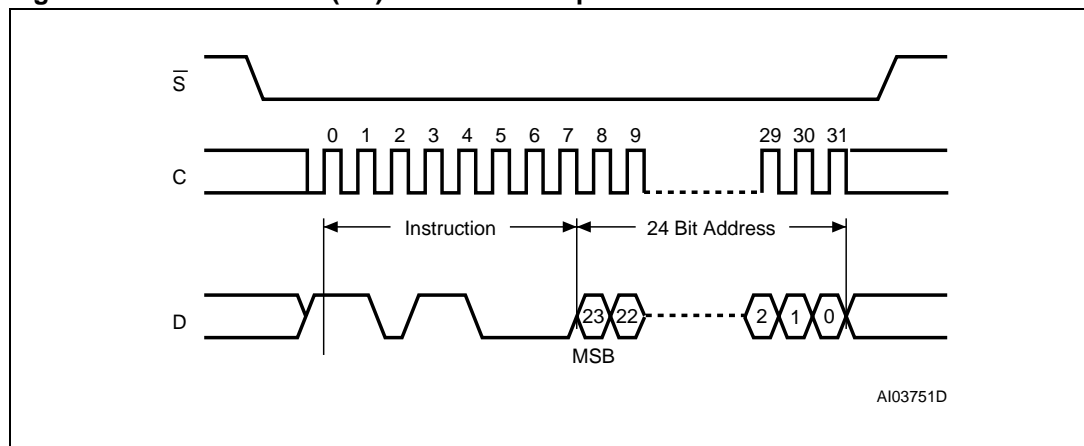 S
0 1 2 3 4 5 6 7 8 9 29 30 31
C
Instruction 24 Bit Address
D
23 22 2 1 0
MSB
AI03751D